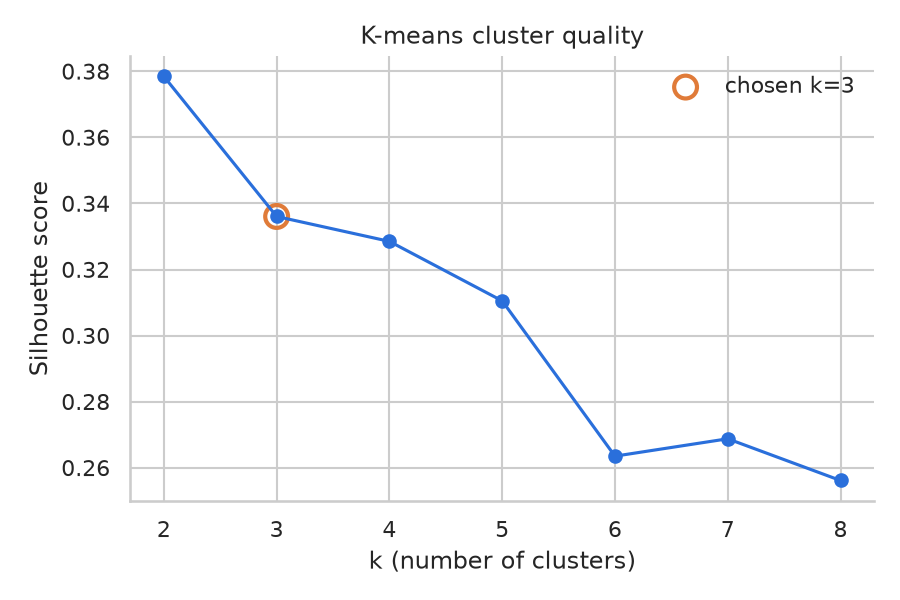 K-means cluster quality
chosen k=3
Silhouette score
0.38
0.36
0.34
0.32
0.30
0.28
0.26
2 3 4 5 6 7 8
k (number of clusters)